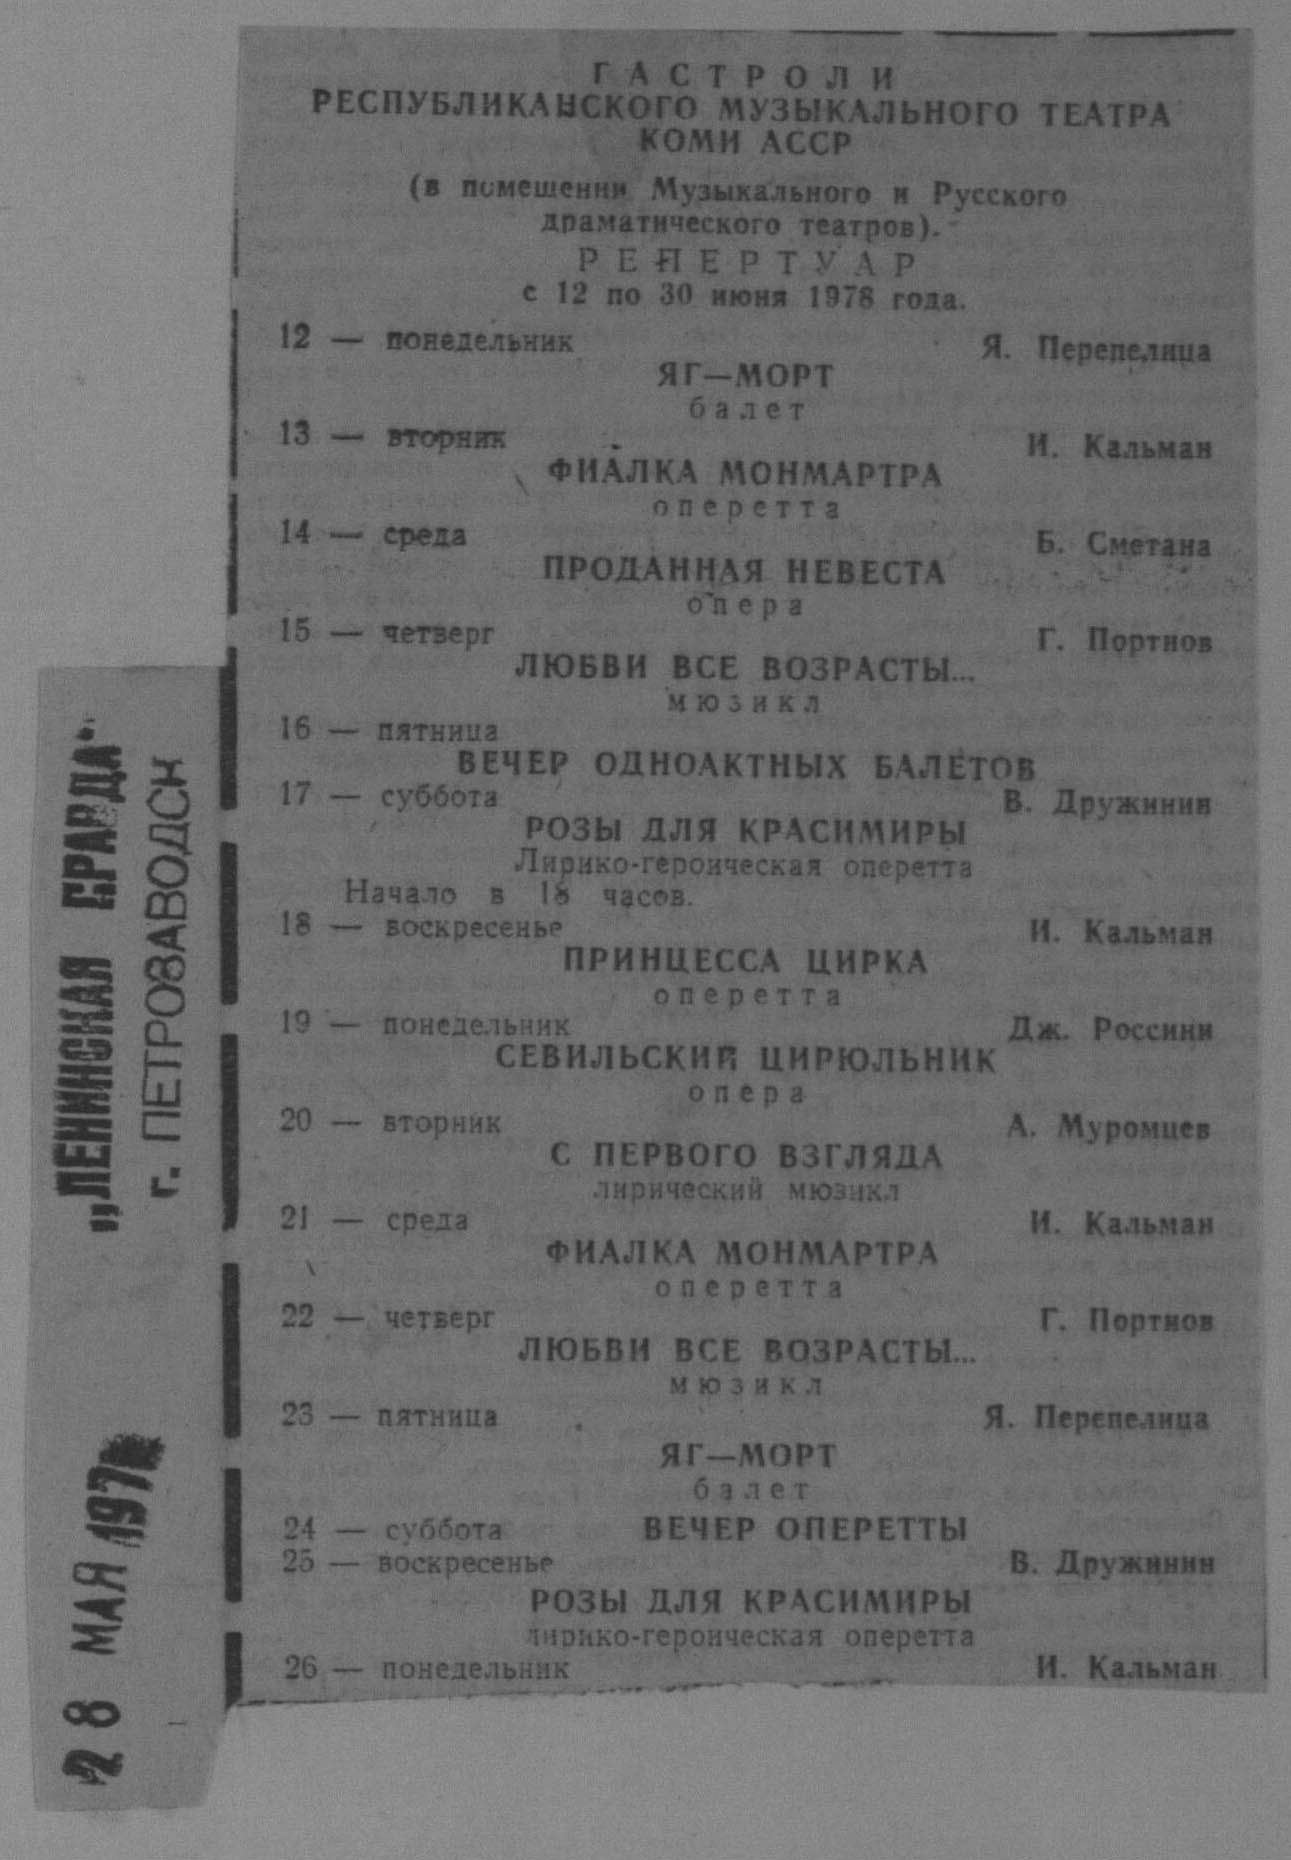 ГАСТРОЛИ
РЕСПУБЛИКАНСКОГО МУЗЫКАЛЬНОГО ТЕАТРА
КОМИ АССР
(в помещении Музыкального и Русского
драматического театров).
РЕПЕРТУАР
с 12 по 30 июня 1978 года.
12 — понедельник Я. Перепелица
ЯГ—МОРТ
балет
13 — вторник И. Кальман
ФИАЛКА МОНМАРТРА
оперетта
14 — среда Б. Сметана
ПРОДАННАЯ НЕВЕСТА
опера
15 — четверг Г. Портнов
ЛЮБВИ ВСЕ ВОЗРАСТЫ...
мюзикл
16 — пятница
ВЕЧЕР ОДНОАКТНЫХ БАЛЕТОВ
17 — суббота В. Дружинин
РОЗЫ ДЛЯ КРАСИМИРЫ
Лирико-героическая оперетта
Начало в 18 часов.
18 — воскресенье И. Кальман
ПРИНЦЕССА ЦИРКА
оперетта
19 — понедельник Дж. Россини
СЕВИЛЬСКИЙ ЦИРЮЛЬНИК
опера
20 — вторник А. Муромцев
С ПЕРВОГО ВЗГЛЯДА
лирический мюзикл
21 — среда И. Кальман
ФИАЛКА МОНМАРТРА
оперетта
22 — четверг Г. Портнов
ЛЮБВИ ВСЕ ВОЗРАСТЫ...
мюзикл
23 — пятница Я. Перепелица
ЯГ—МОРТ
балет
24 — суббота ВЕЧЕР ОПЕРЕТТЫ
25 — воскресенье В. Дружинин
РОЗЫ ДЛЯ КРАСИМИРЫ
лирико-героическая оперетта
26 — понедельник И. Кальман
„ЛЕНИНСКАЯ ПРАВДА"
г. ПЕТРОЗАВОДСК
28 МАЯ